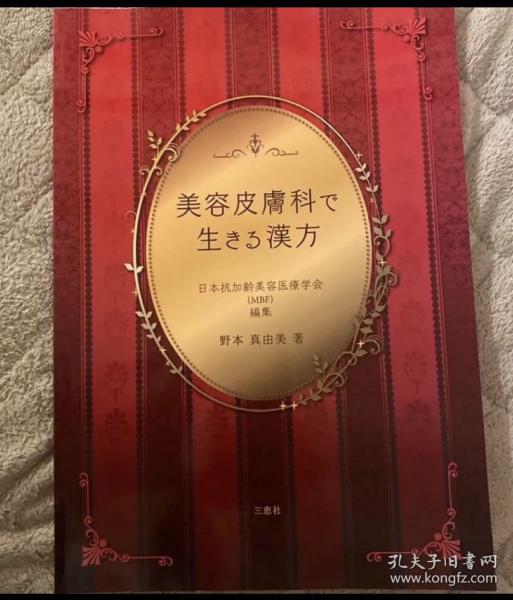 美容皮膚科で
生きる漢方
日本抗加齢美容医療学会
(MBF)
編集
野本 真由美 著
三恵社
孔夫子旧书网
www.kongfz.com